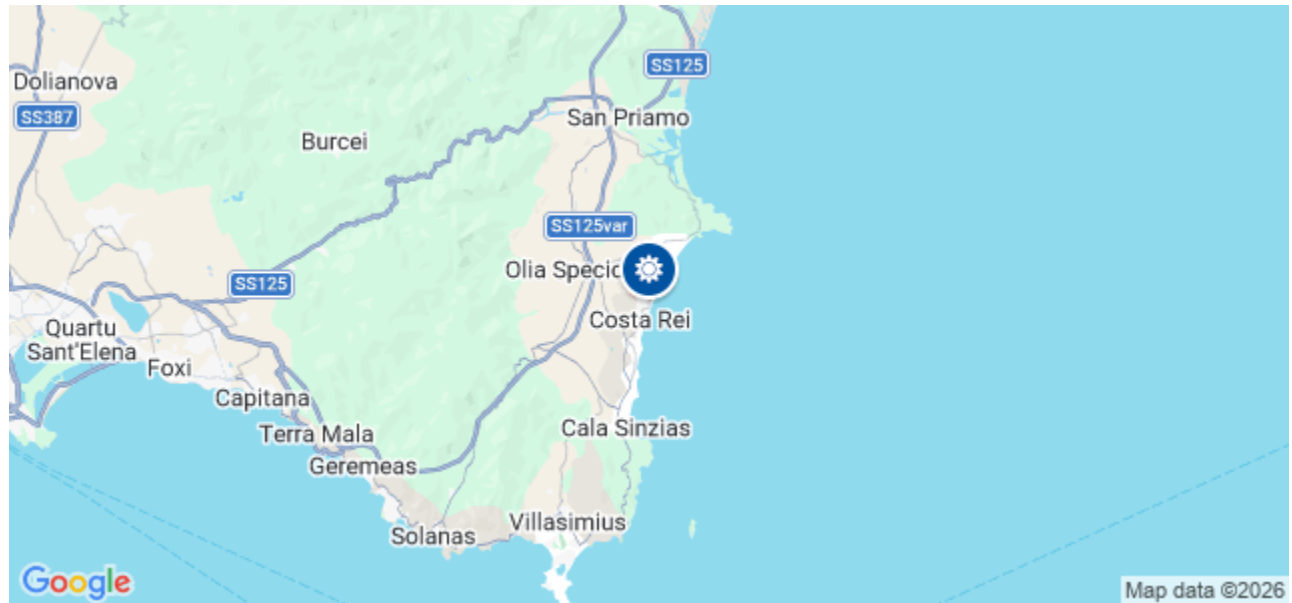 SS125
Dolianova
SS387
San Priamo
Burcei
SS125var
Olia Specio
SS125
Costa Rei
Quartu
Sant'Elena
Foxi
Capitana
Cala Sinzias
Terra Mala
Geremeas
Villasimius
Solanas
Google
Map data ©2026